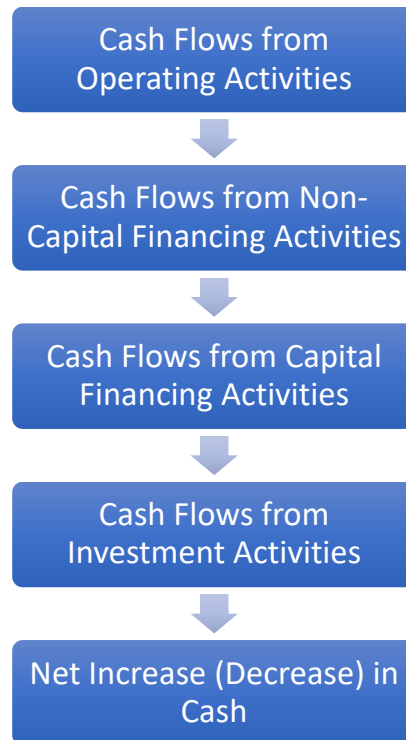 Cash Flows from
Operating Activities
Cash Flows from Non-
Capital Financing Activities
Cash Flows from Capital
Financing Activities
Cash Flows from
Investment Activities
Net Increase (Decrease) in
Cash